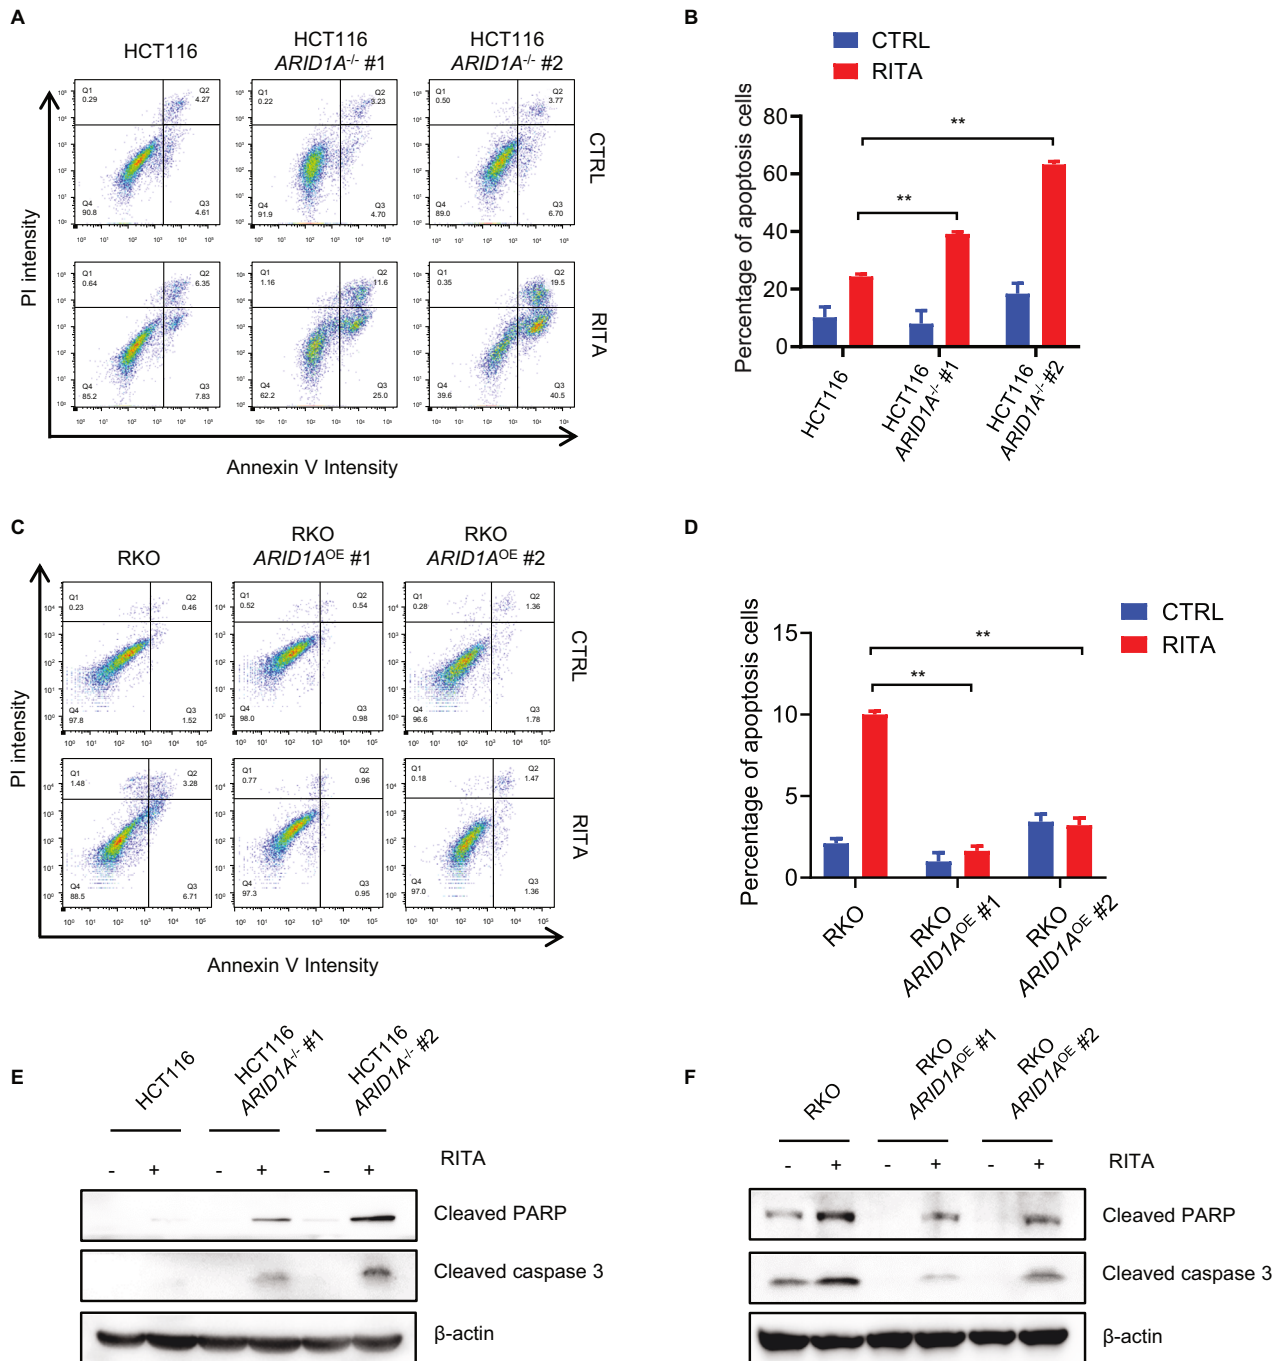 A
HCT116
HCT116
ARID1A-/- #1
HCT116
ARID1A-/- #2
Q1
0.29
Q2
4.27
Q4
90.8
Q3
4.61
Q1
0.22
Q2
3.23
Q4
91.9
Q3
4.70
Q1
0.50
Q2
3.77
Q4
89.0
Q3
6.70
CTRL
Q1
0.64
Q2
6.35
Q4
85.2
Q3
7.83
Q1
1.16
Q2
11.6
Q4
62.2
Q3
25.0
Q1
0.35
Q2
19.5
Q4
39.6
Q3
40.5
RITA
PI intensity
Annexin V Intensity
B
CTRL
RITA
Percentage of apoptosis cells
80
60
40
20
0
**
**
HCT116
HCT116
ARID1A-/- #1
HCT116
ARID1A-/- #2
C
RKO
RKO
ARID1AOE #1
RKO
ARID1AOE #2
Q1
0.23
Q2
0.46
Q4
97.8
Q3
1.52
Q1
0.52
Q2
0.54
Q4
98.0
Q3
0.98
Q1
0.28
Q2
1.36
Q4
96.6
Q3
1.78
CTRL
Q1
1.48
Q2
3.28
Q4
88.5
Q3
6.71
Q1
0.77
Q2
0.96
Q4
97.3
Q3
0.95
Q1
0.18
Q2
1.47
Q4
97.0
Q3
1.36
RITA
PI intensity
Annexin V Intensity
D
CTRL
RITA
Percentage of apoptosis cells
15
10
5
0
**
**
RKO
RKO
ARID1AOE #1
RKO
ARID1AOE #2
E
HCT116
HCT116
ARID1A-/- #1
HCT116
ARID1A-/- #2
- + - + - + RITA
Cleaved PARP
Cleaved caspase 3
β-actin
F
RKO
RKO
ARID1AOE #1
RKO
ARID1AOE #2
- + - + - + RITA
Cleaved PARP
Cleaved caspase 3
β-actin